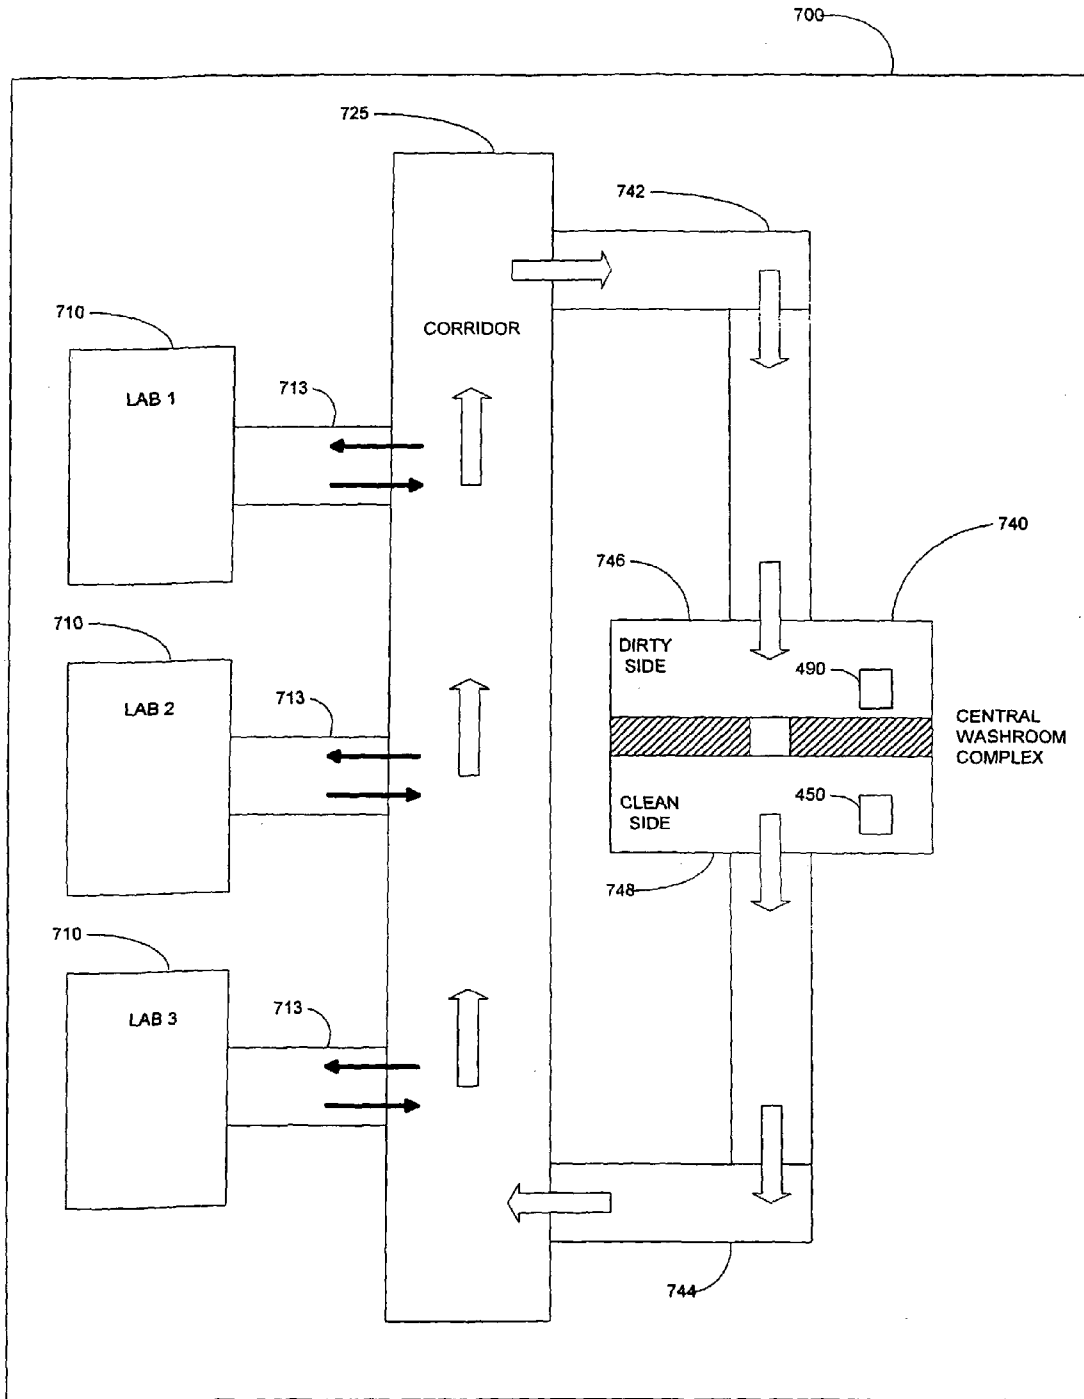 700
725
742
CORRIDOR
710
LAB 1
713
740
746
DIRTY
SIDE
490
710
LAB 2
713
CENTRAL
WASHROOM
COMPLEX
CLEAN
SIDE
450
748
710
LAB 3
713
744